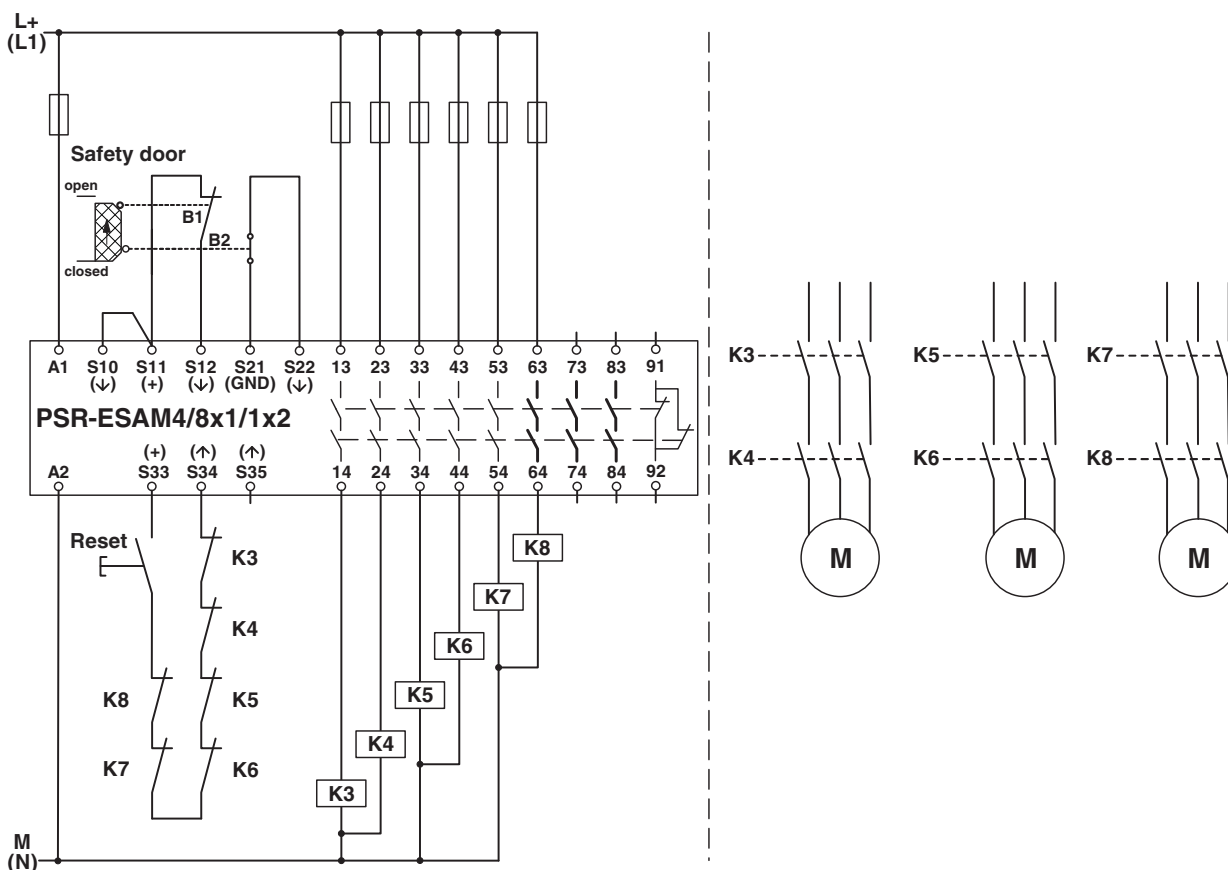 L+
(L1)
Safety door
open
B1
B2
closed
A1 S10 S11 S12 S21 S22 13 23 33 43 53 63 73 83 91
(↓) (+) (↓) (GND) (↓)
PSR-ESAM4/8x1/1x2
(+) (↑) (↑)
A2 S33 S34 S35 14 24 34 44 54 64 74 84 92
Reset
K3
K4
K8 K5
K7 K6
K8
K7
K6
K5
K4
K3
M
(N)
K3 K5 K7
K4 K6 K8
M M M